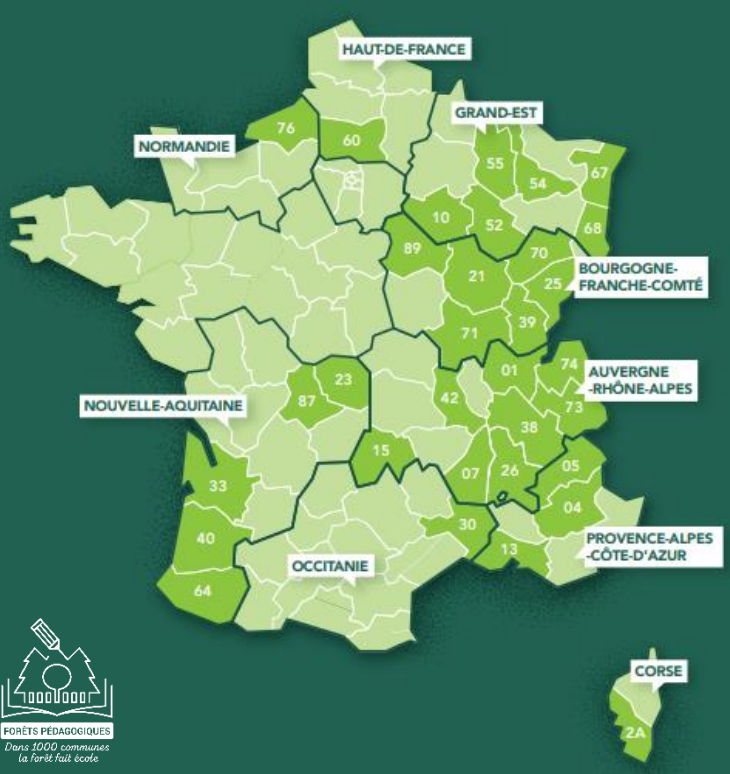 HAUT-DE-FRANCE
GRAND-EST
76
60
NORMANDIE
55
67
54
10
52
68
89
70
21
25
BOURGOGNE-
FRANCHE-COMTÉ
39
71
74
01
AUVERGNE
-RHÔNE-ALPES
23
87
42
73
NOUVELLE-AQUITAINE
38
15
05
07
26
33
04
30
40
13
PROVENCE-ALPES
-CÔTE-D'AZUR
OCCITANIE
64
CORSE
2A
FORÊTS PÉDAGOGIQUES
Dans 1000 communes
la forêt fait école